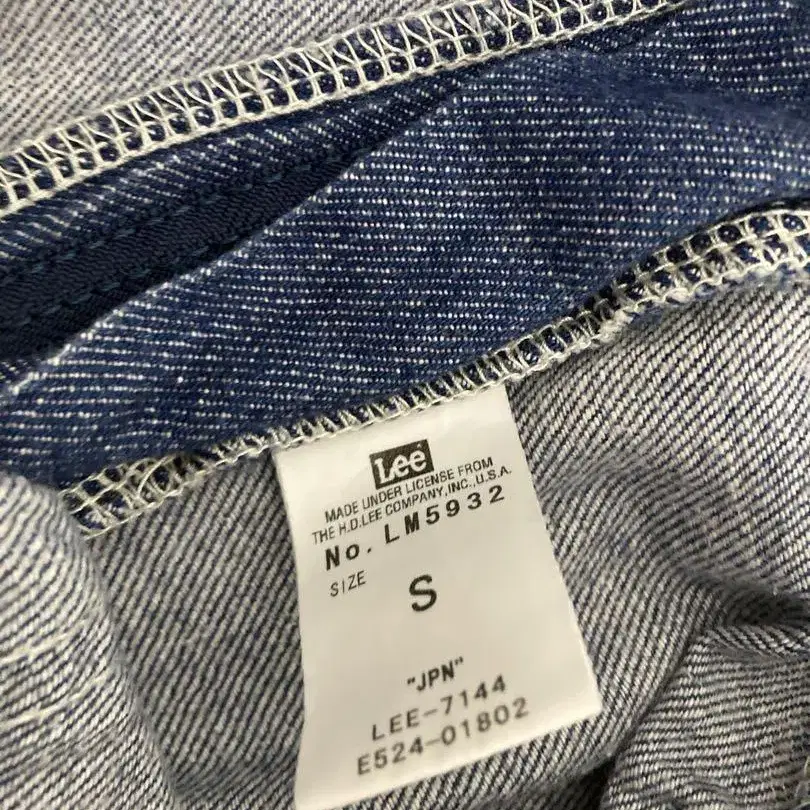 Lee
MADE UNDER LICENSE FROM
THE H.D.LEE COMPANY,INC.,U.S.A.
No. LM5932
SIZE
S
"JPN"
LEE-7144
E524-01802